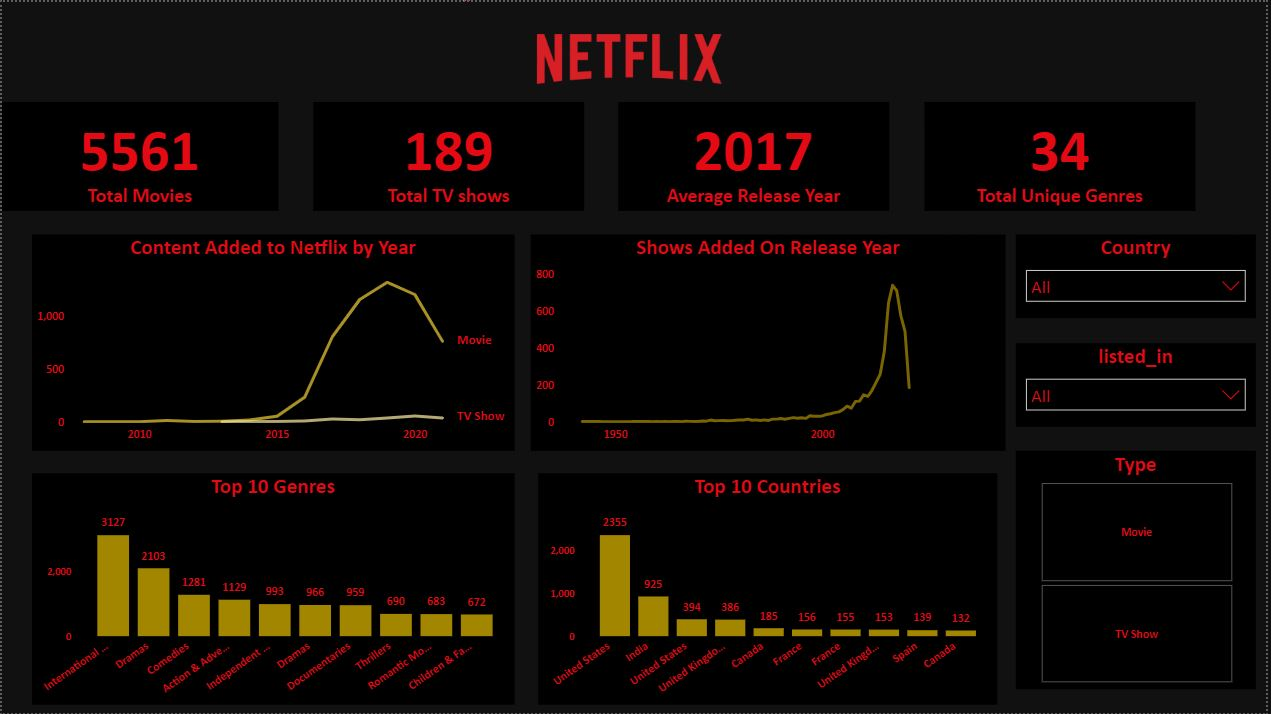 NETFLIX
5561
Total Movies
189
Total TV shows
2017
Average Release Year
34
Total Unique Genres
Content Added to Netflix by Year
1,000
500
0
2010
2015
2020
Movie
TV Show
Shows Added On Release Year
800
600
400
200
0
1950
2000
Country
All
listed_in
All
Type
Movie
TV Show
Top 10 Genres
2,000
0
3127
2103
1281
1129
993
966
959
690
683
672
International ...
Dramas
Comedies
Action & Adve...
Independent ...
Dramas
Documentaries
Thrillers
Romantic Mo...
Children & Fa...
Top 10 Countries
2,000
1,000
0
2355
925
394
386
185
156
155
153
139
132
United States
India
United States
United Kingdo...
Canada
France
France
United Kingd...
Spain
Canada